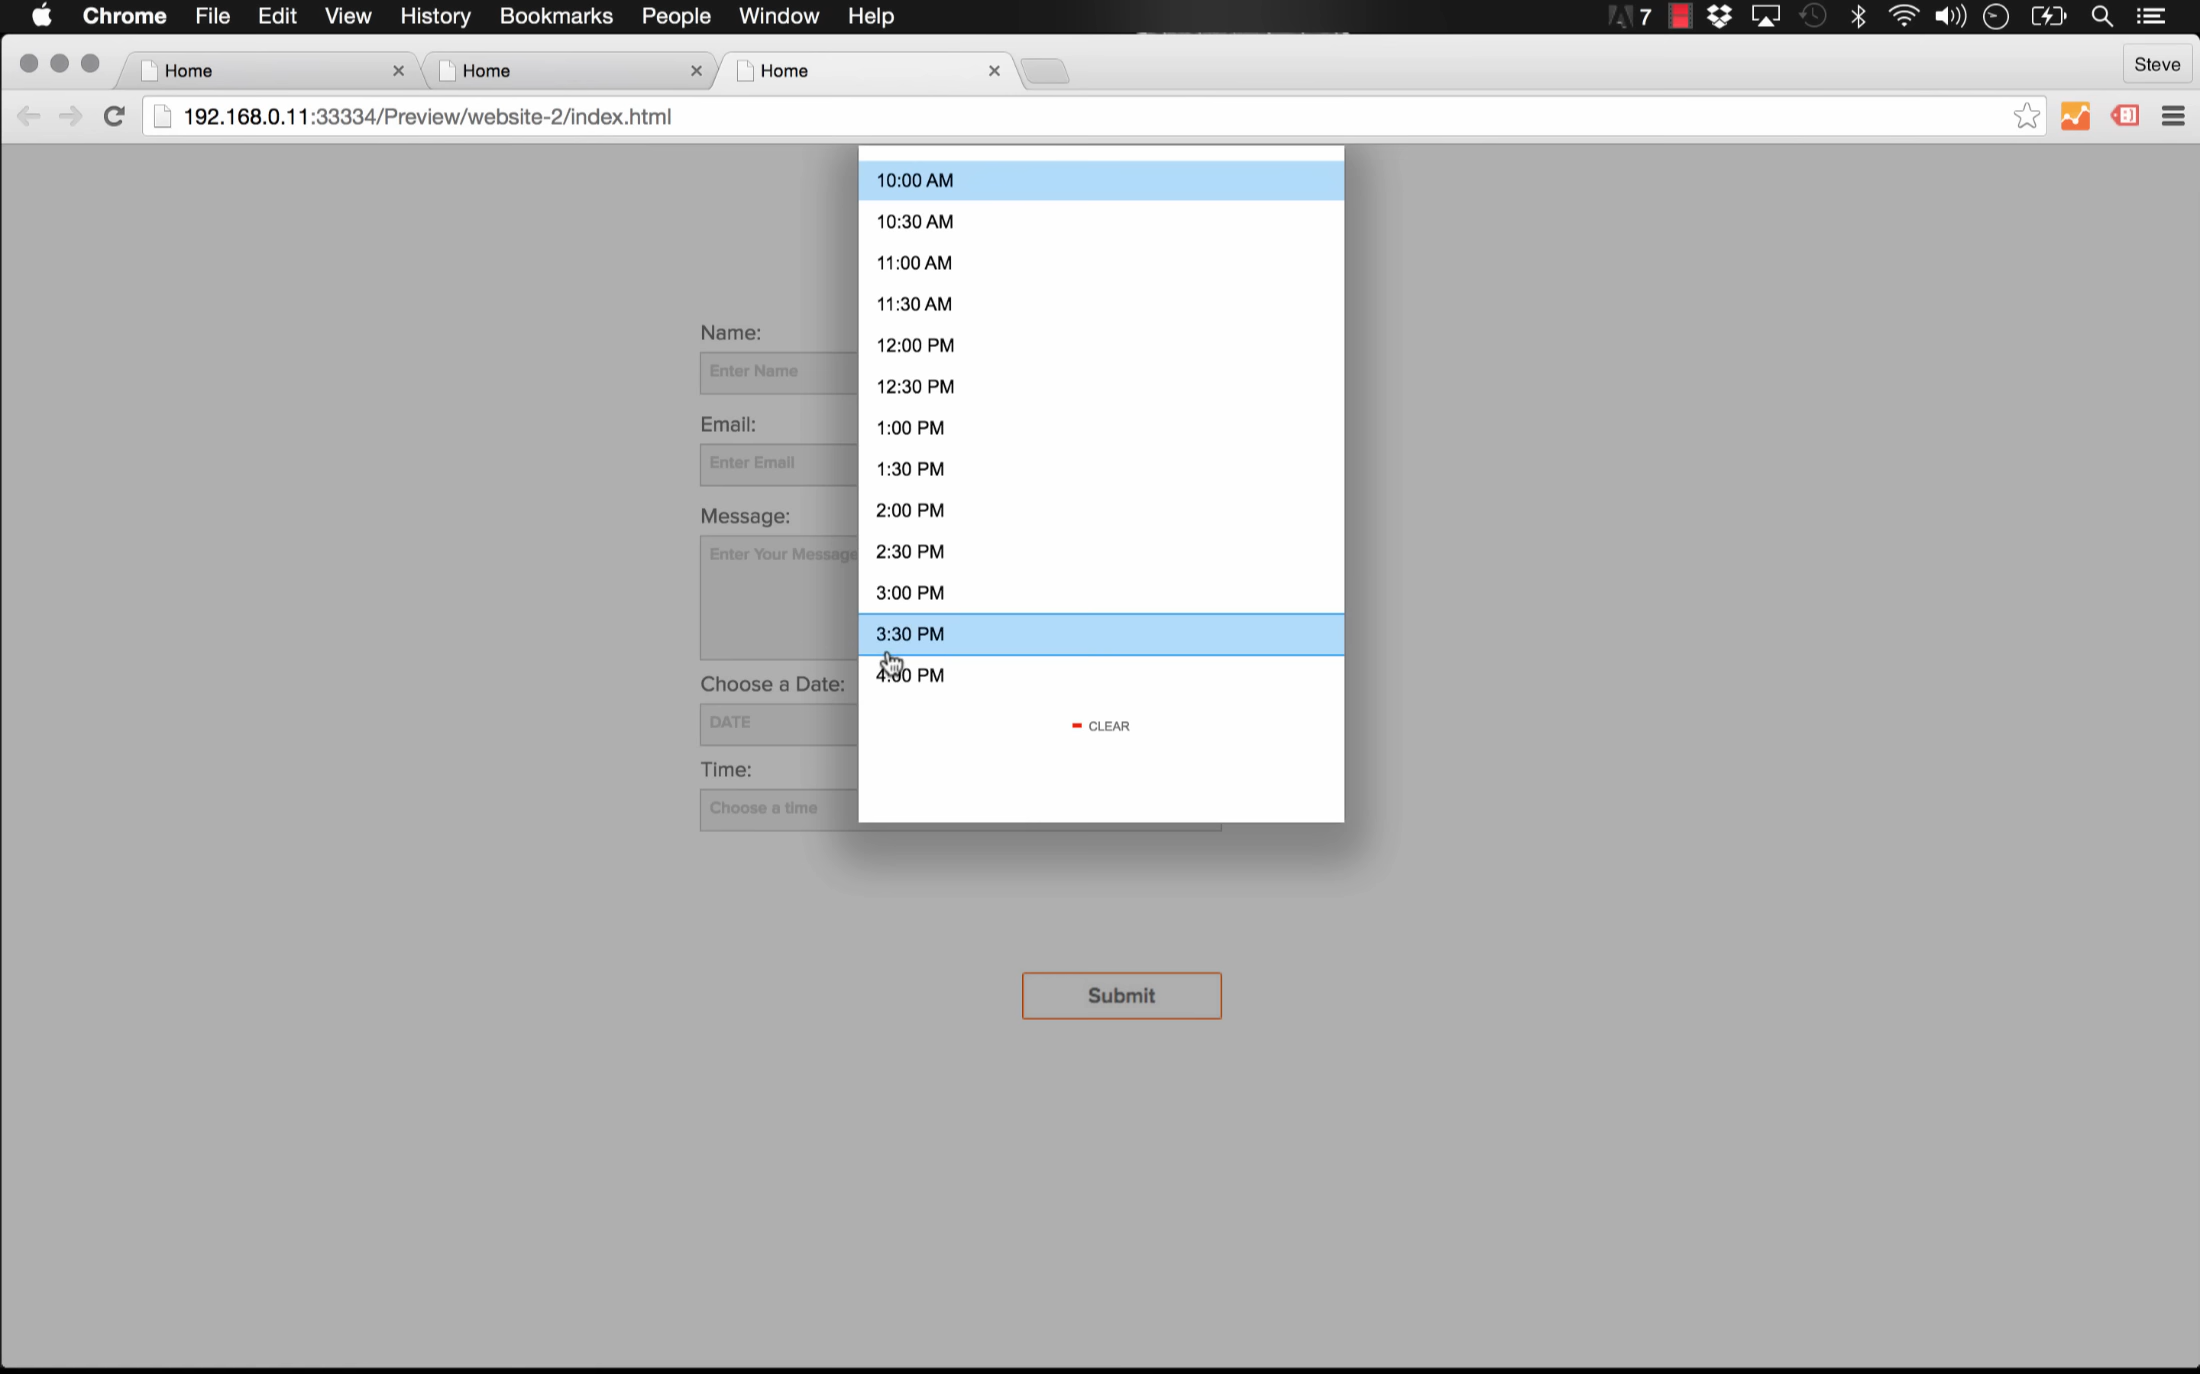 Chrome File Edit View History Bookmarks People Window Help 7
Home Home Home Steve
192.168.0.11:33334/Preview/website-2/index.html
10:00 AM
10:30 AM
11:00 AM
11:30 AM
12:00 PM
12:30 PM
1:00 PM
1:30 PM
2:00 PM
2:30 PM
3:00 PM
3:30 PM
4:00 PM
CLEAR
Name:
Enter Name
Email:
Enter Email
Message:
Enter Your Message
Choose a Date:
DATE
Time:
Choose a time
Submit